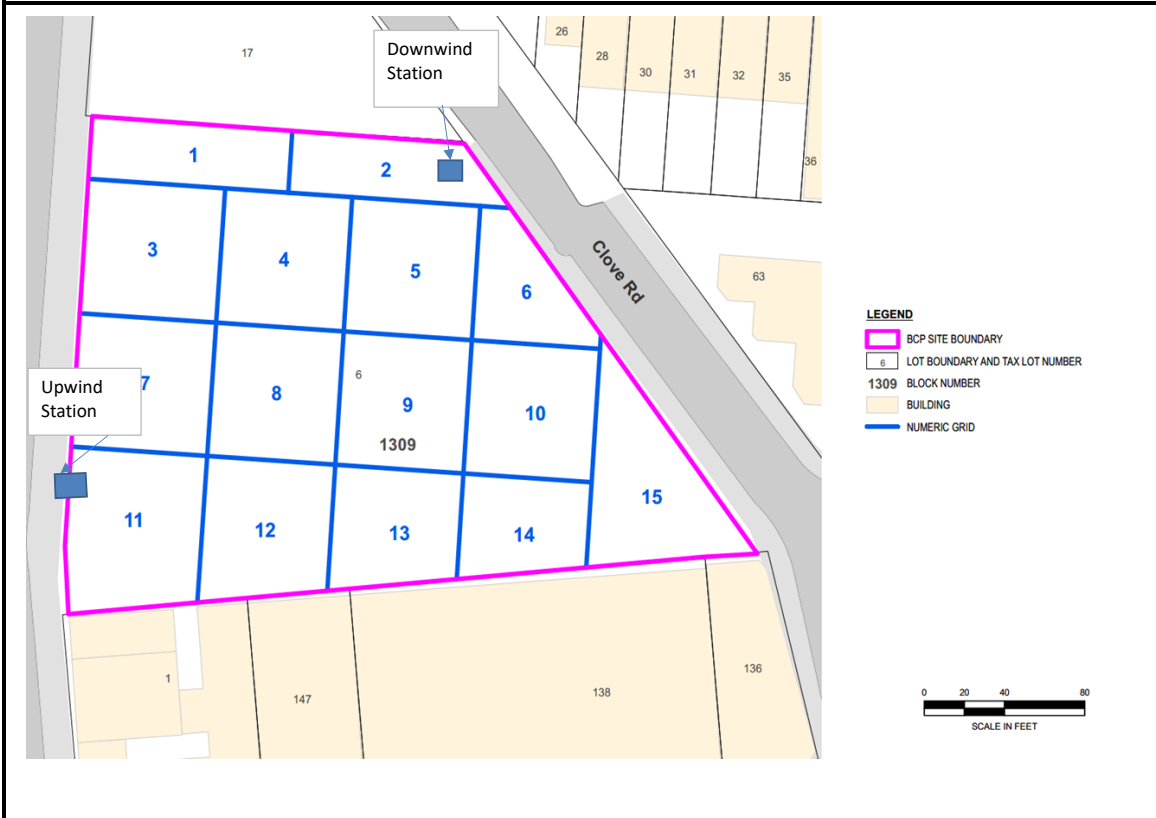 17
Downwind
Station
26
28
30
31
32
35
36
1
2
3
4
5
6
Clove Rd
63
Upwind
Station
7
8
6
9
10
1309
11
12
13
14
15
1
147
138
136
LEGEND
BCP SITE BOUNDARY
6 LOT BOUNDARY AND TAX LOT NUMBER
1309 BLOCK NUMBER
BUILDING
NUMERIC GRID
0 20 40 80
SCALE IN FEET